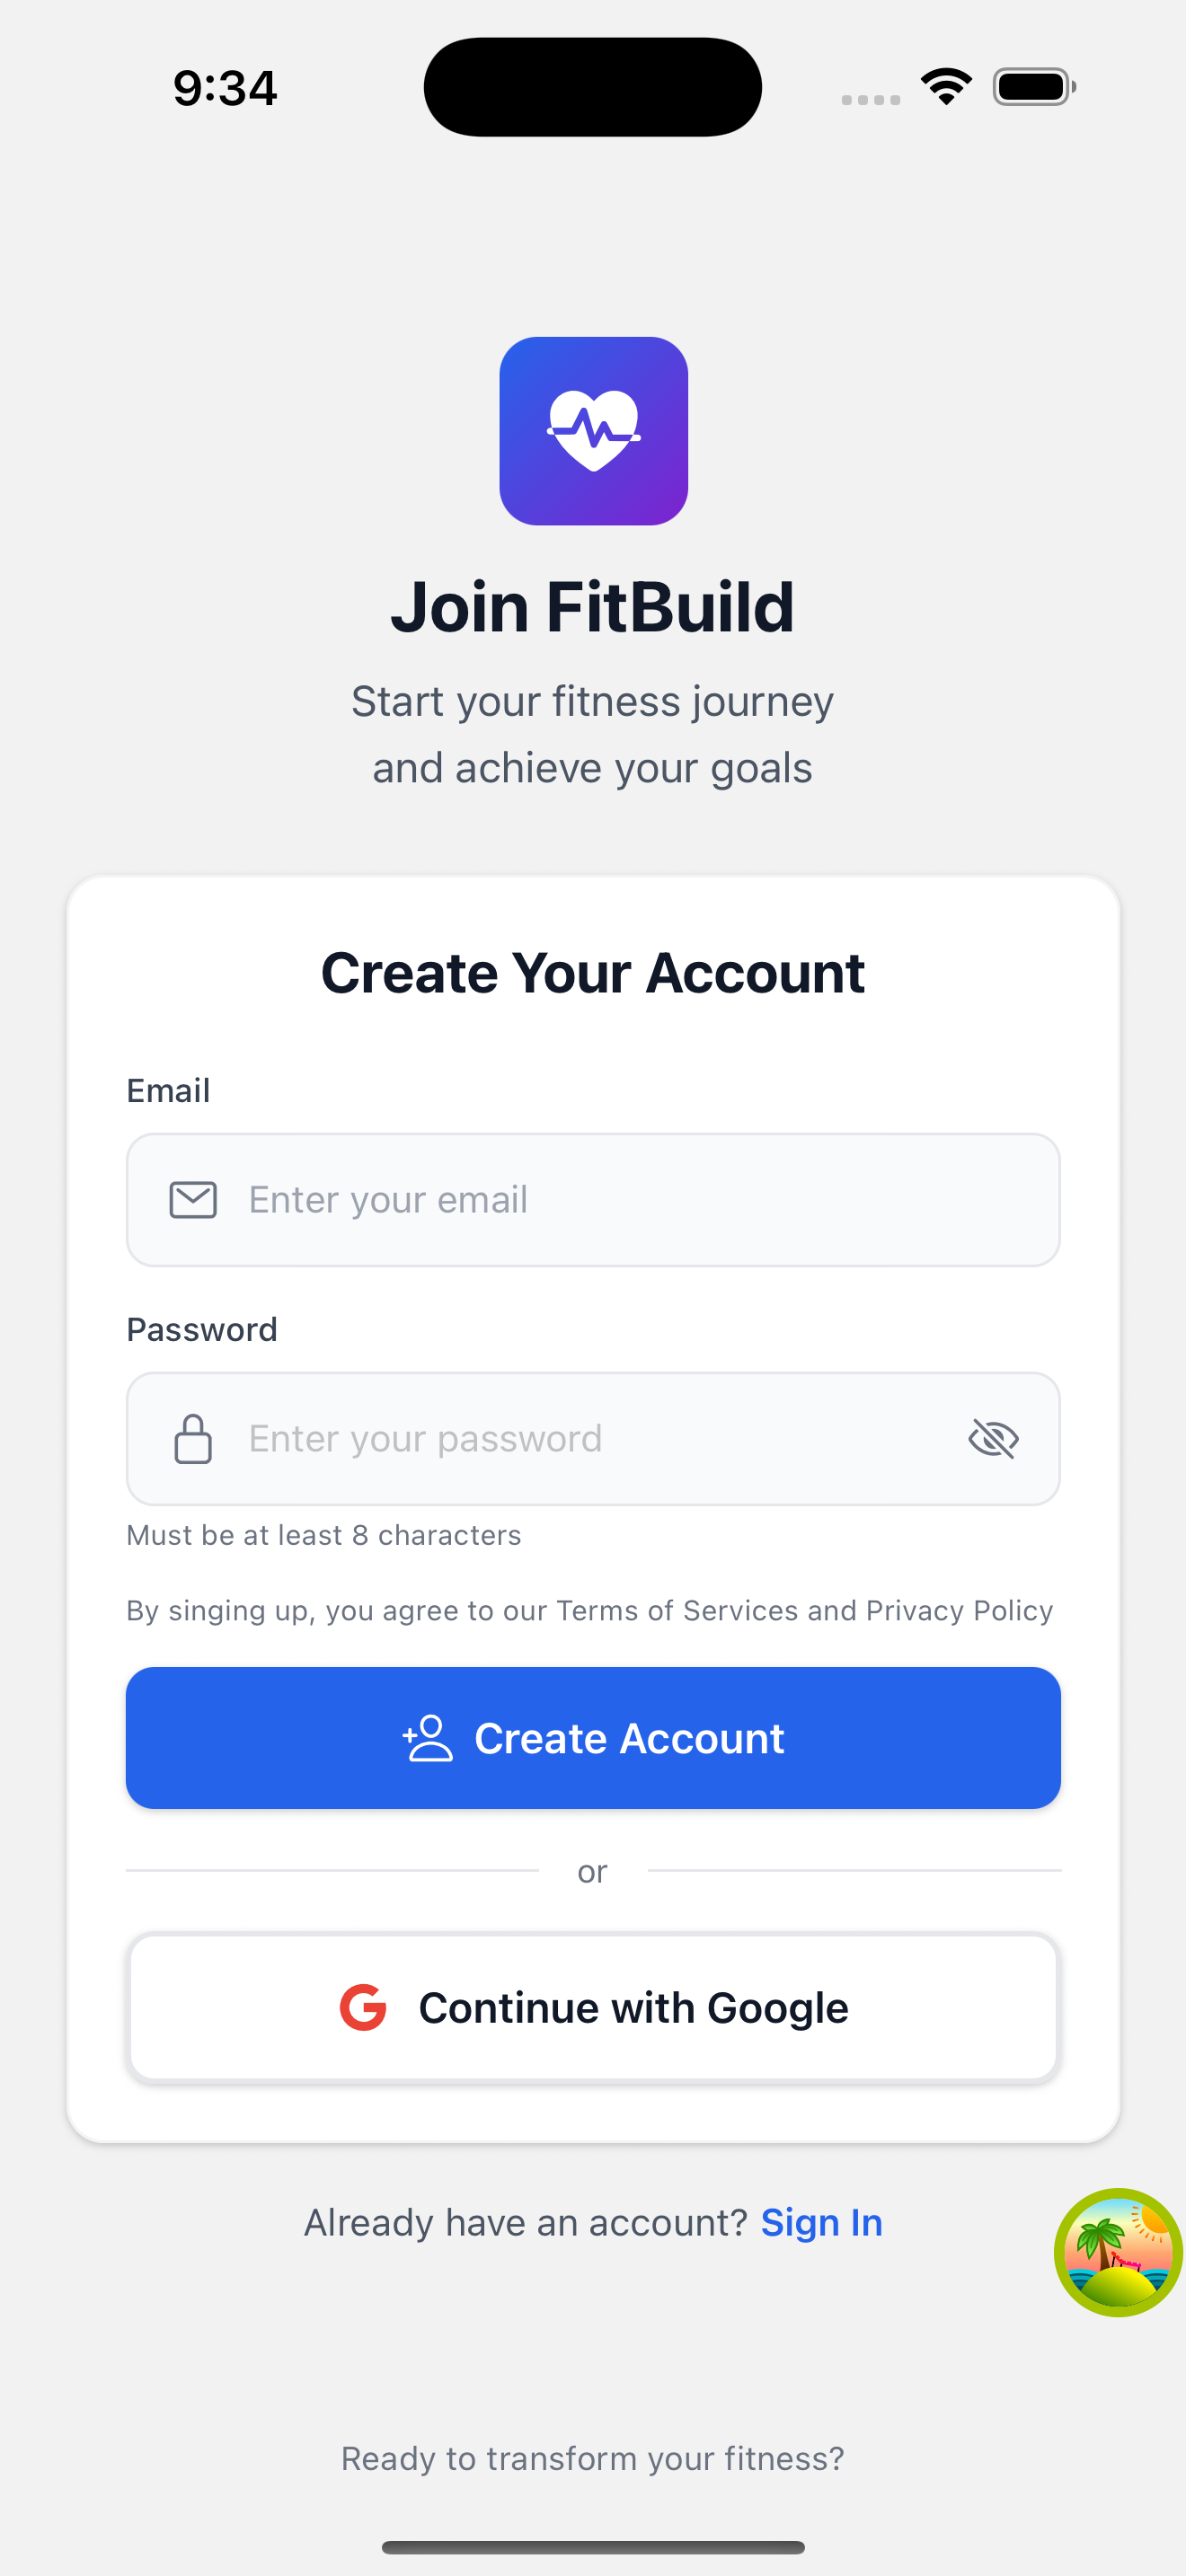 9:34
Join FitBuild
Start your fitness journey
and achieve your goals
Create Your Account
Email
Enter your email
Password
Enter your password
Must be at least 8 characters
By singing up, you agree to our Terms of Services and Privacy Policy
Create Account
or
Continue with Google
Already have an account? Sign In
Ready to transform your fitness?